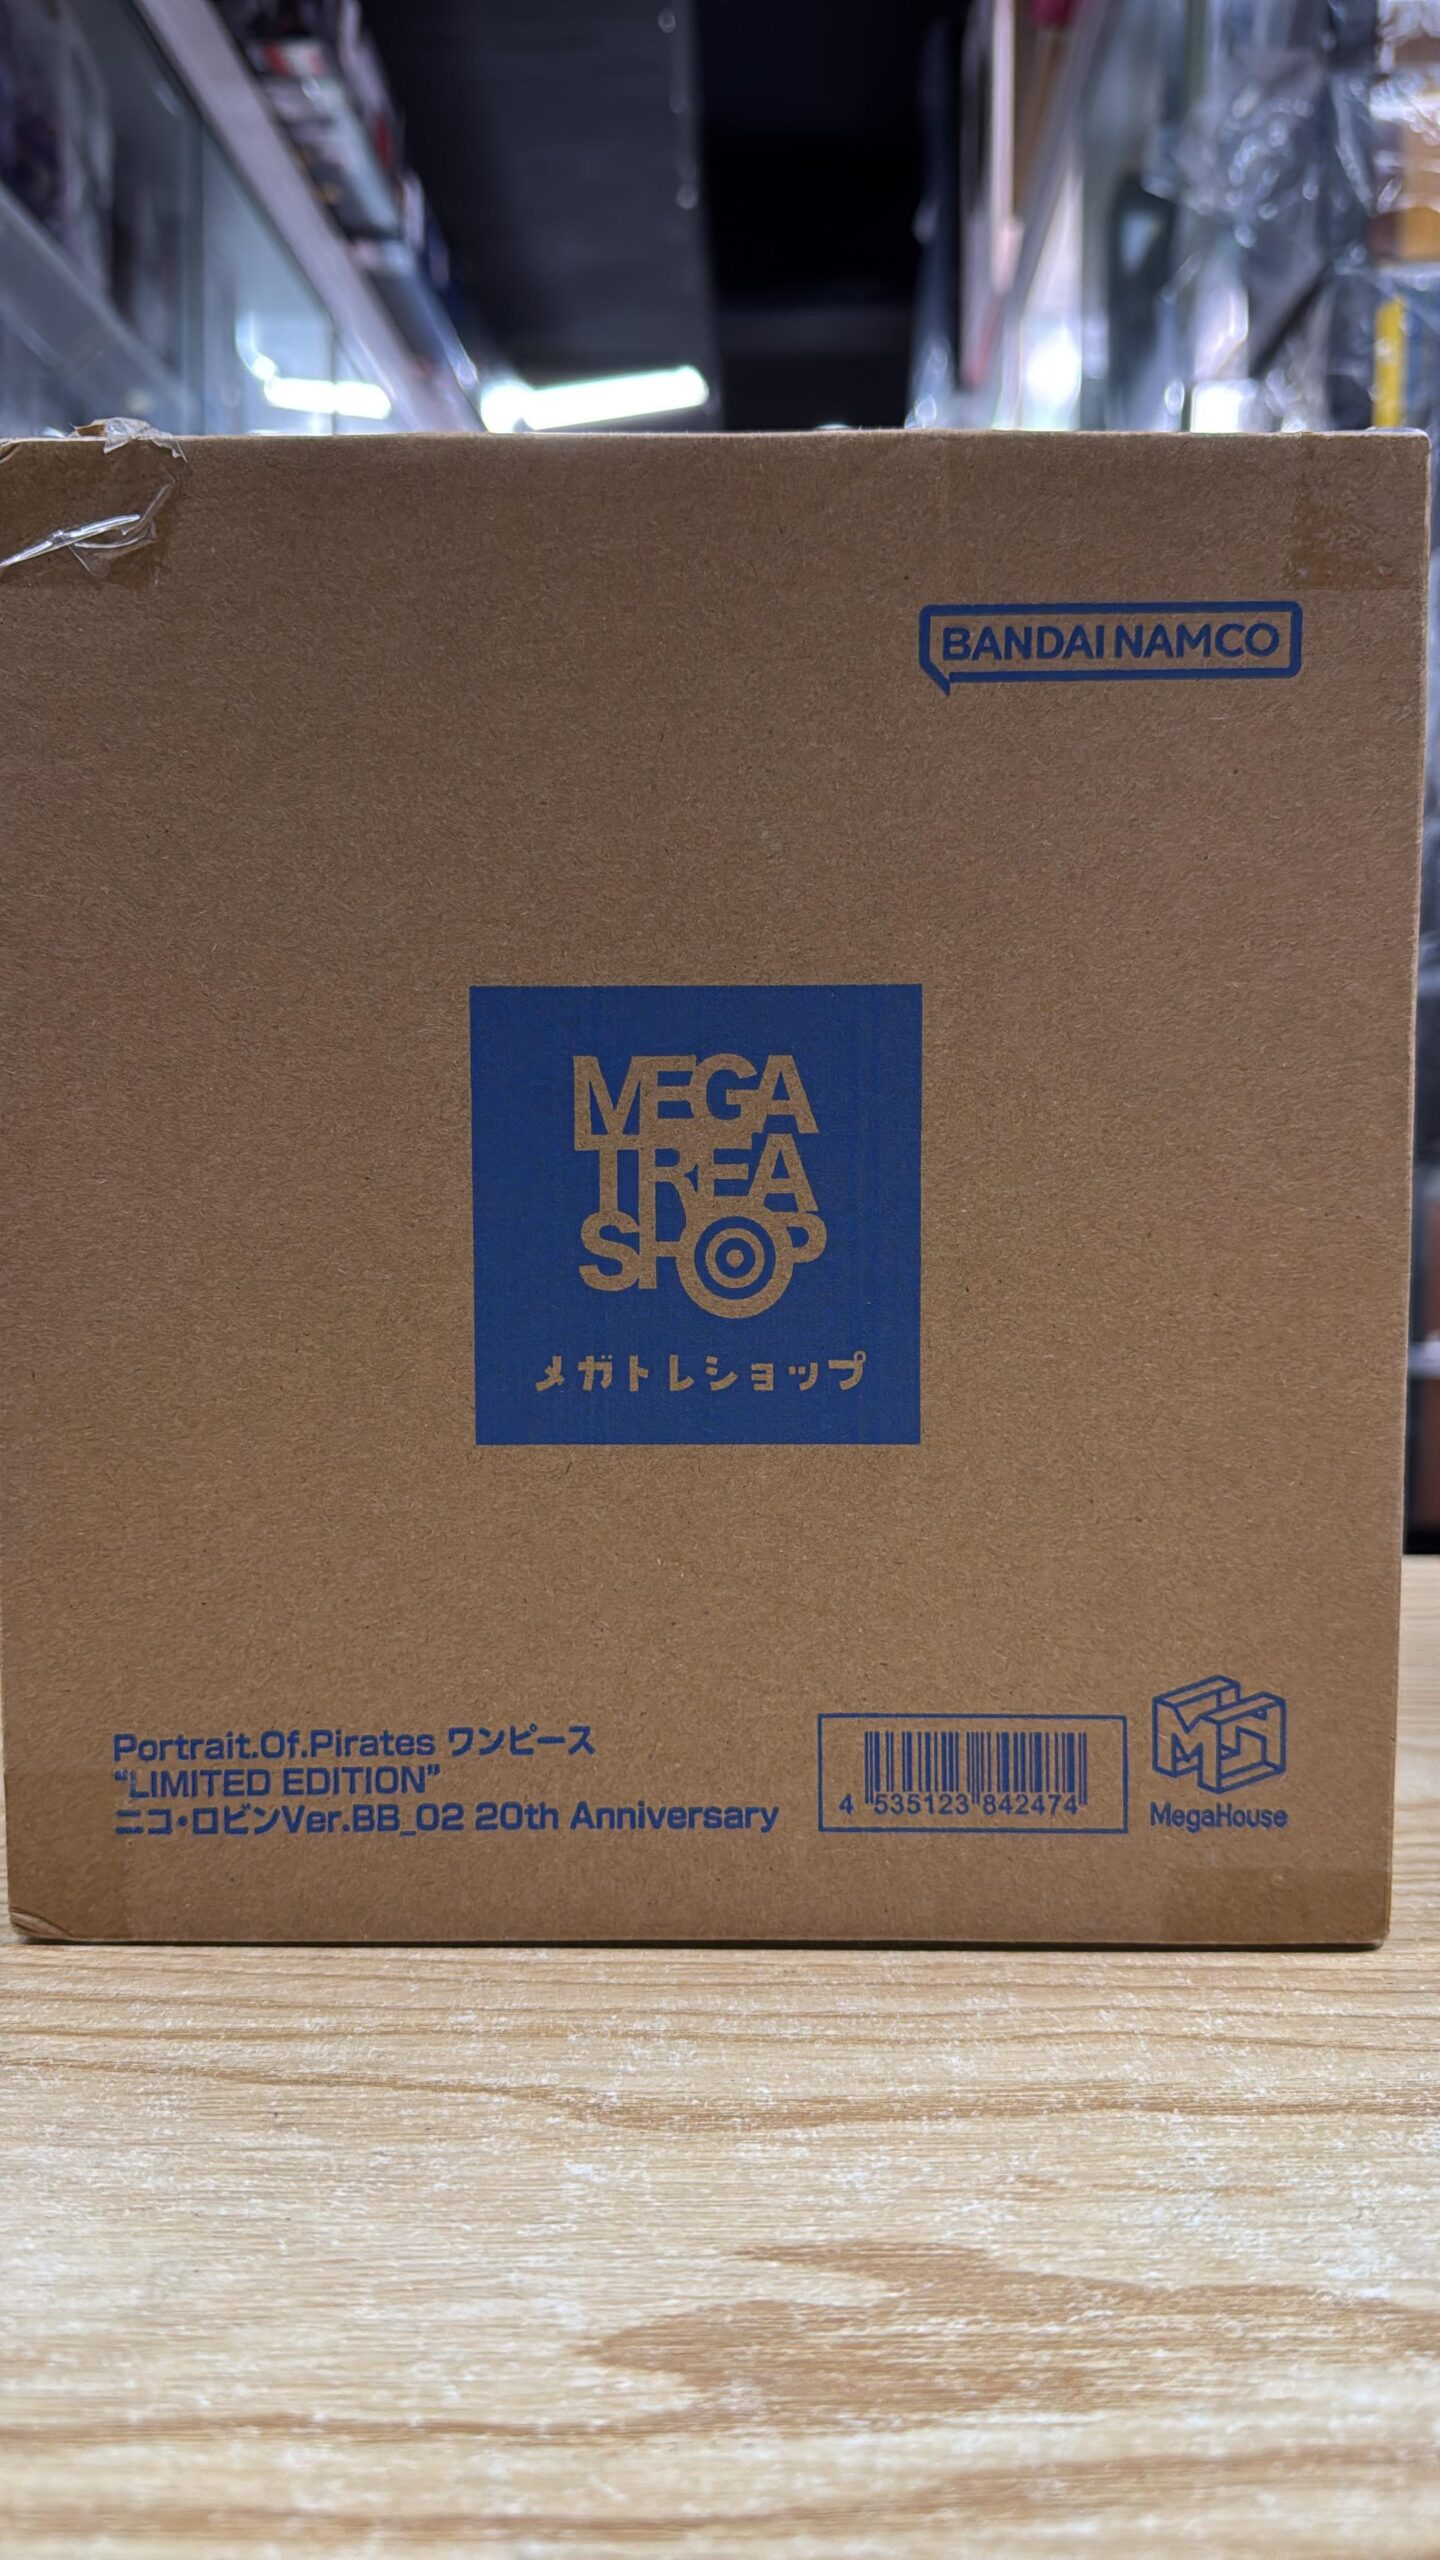 BANDAI NAMCO
MEGA
TREA
SHOP
メガトレショップ
Portrait.Of.Pirates ワンピース
“LIMITED EDITION”
ニコ・ロビンVer.BB_02 20th Anniversary
4 535123 842474
MegaHouse